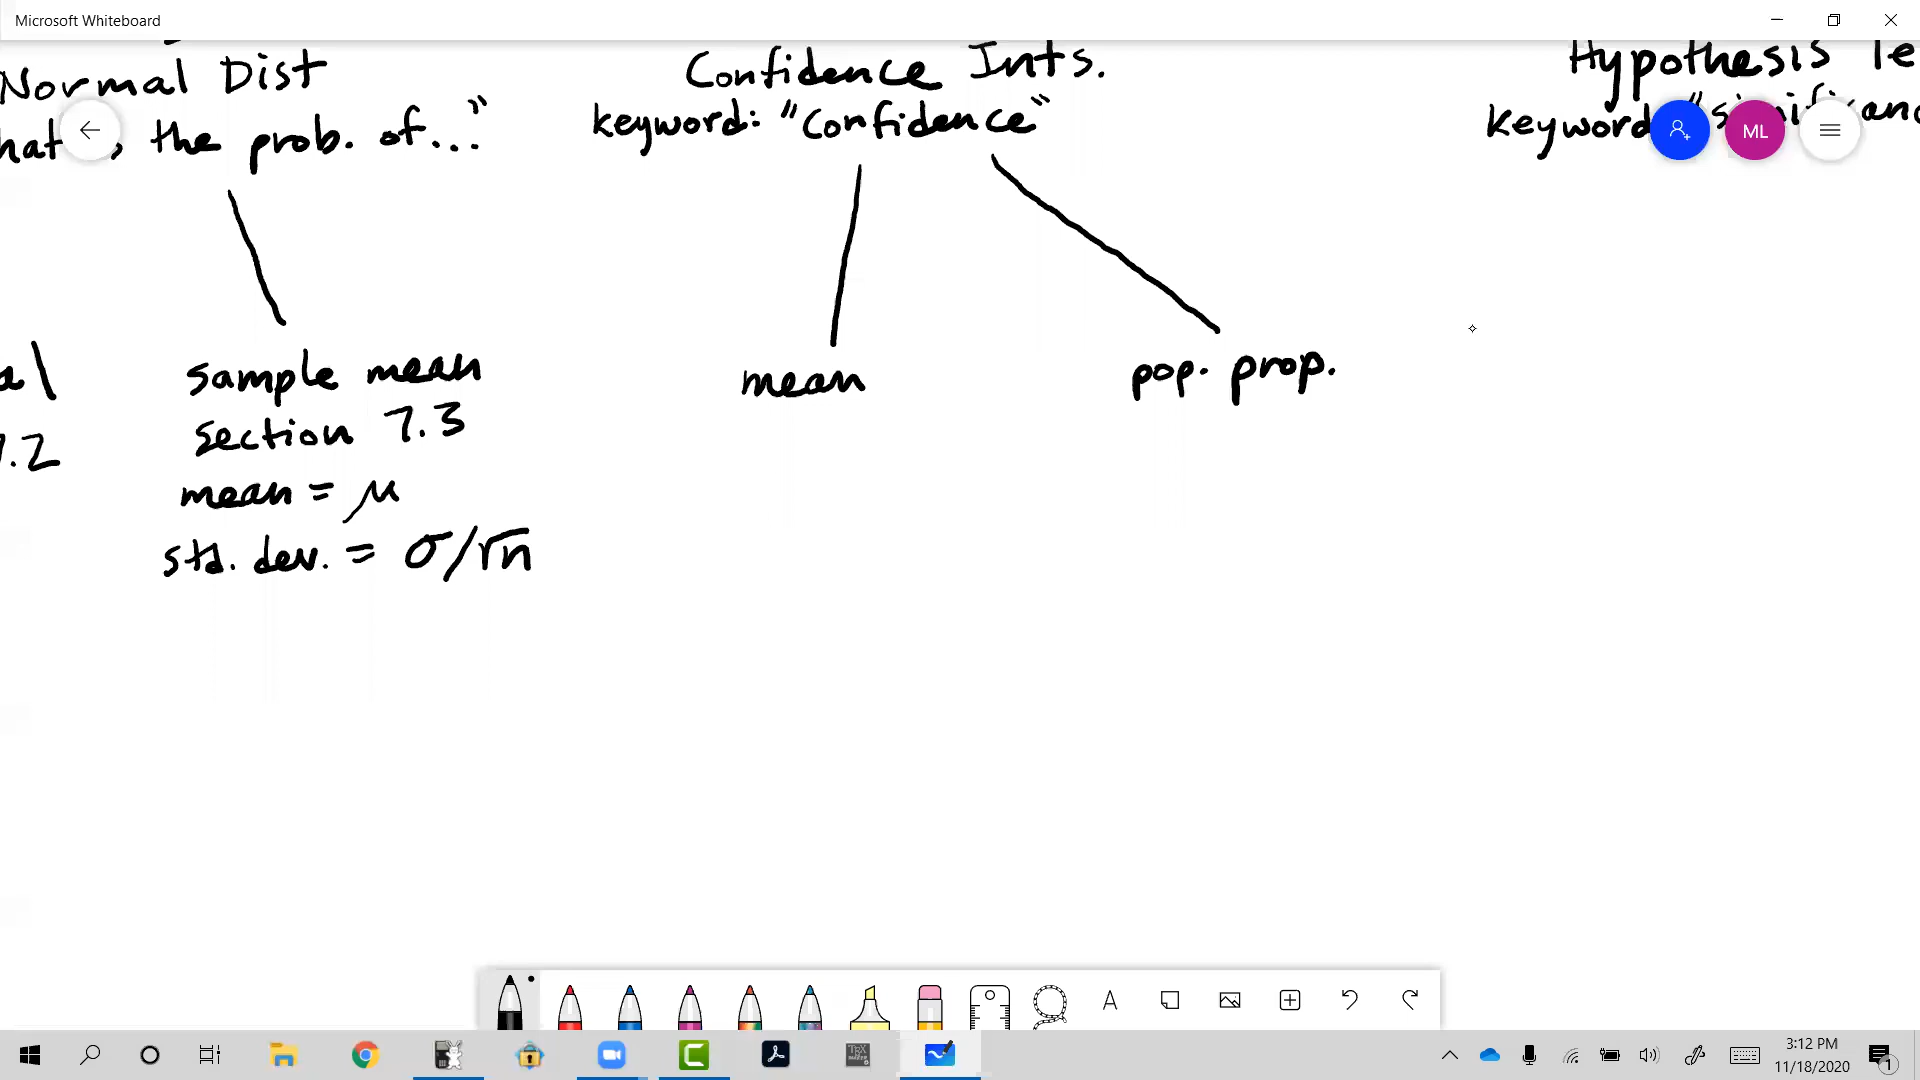 Microsoft Whiteboard
Normal Dist
the prob. of..."
sample mean
section 7.3
mean = μ
std. dev. = σ/√n
Confidence Ints.
keyword: "Confidence"
mean
pop. prop.
Hypothesis Te
keyword
ML
3:12 PM
11/18/2020